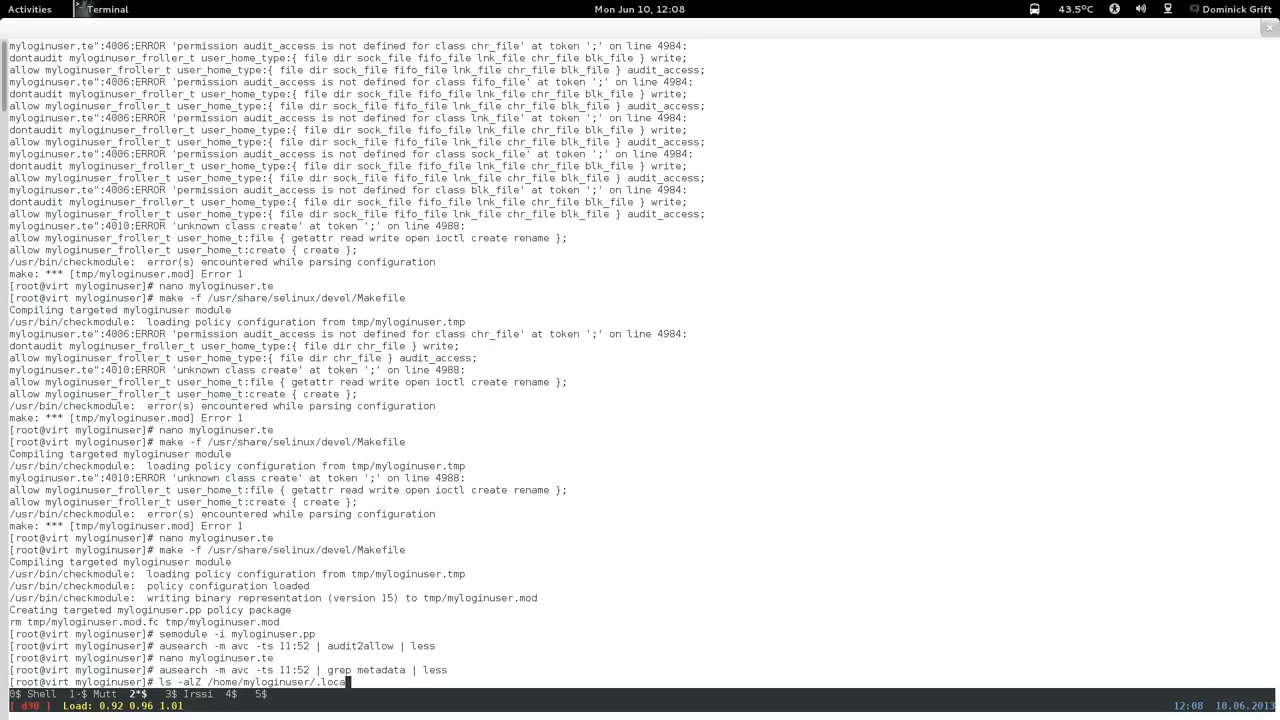 Activities Terminal Mon Jun 10, 12:08 43.5°C Dominick Grift
myloginuser.te":4006:ERROR 'permission audit_access is not defined for class chr_file' at token ';' on line 4984:
dontaudit myloginuser_froller_t user_home_type:{ file dir sock_file fifo_file lnk_file chr_file blk_file } write;
allow myloginuser_froller_t user_home_type:{ file dir sock_file fifo_file lnk_file chr_file blk_file } audit_access;
myloginuser.te":4006:ERROR 'permission audit_access is not defined for class fifo_file' at token ';' on line 4984:
dontaudit myloginuser_froller_t user_home_type:{ file dir sock_file fifo_file lnk_file chr_file blk_file } write;
allow myloginuser_froller_t user_home_type:{ file dir sock_file fifo_file lnk_file chr_file blk_file } audit_access;
myloginuser.te":4006:ERROR 'permission audit_access is not defined for class lnk_file' at token ';' on line 4984:
dontaudit myloginuser_froller_t user_home_type:{ file dir sock_file fifo_file lnk_file chr_file blk_file } write;
allow myloginuser_froller_t user_home_type:{ file dir sock_file fifo_file lnk_file chr_file blk_file } audit_access;
myloginuser.te":4006:ERROR 'permission audit_access is not defined for class sock_file' at token ';' on line 4984:
dontaudit myloginuser_froller_t user_home_type:{ file dir sock_file fifo_file lnk_file chr_file blk_file } write;
allow myloginuser_froller_t user_home_type:{ file dir sock_file fifo_file lnk_file chr_file blk_file } audit_access;
myloginuser.te":4006:ERROR 'permission audit_access is not defined for class blk_file' at token ';' on line 4984:
dontaudit myloginuser_froller_t user_home_type:{ file dir sock_file fifo_file lnk_file chr_file blk_file } write;
allow myloginuser_froller_t user_home_type:{ file dir sock_file fifo_file lnk_file chr_file blk_file } audit_access;
myloginuser.te":4010:ERROR 'unknown class create' at token ';' on line 4988:
allow myloginuser_froller_t user_home_t:file { getattr read write open ioctl create rename };
allow myloginuser_froller_t user_home_t:create { create };
/usr/bin/checkmodule:  error(s) encountered while parsing configuration
make: *** [tmp/myloginuser.mod] Error 1
[root@virt myloginuser]# nano myloginuser.te
[root@virt myloginuser]# make -f /usr/share/selinux/devel/Makefile
Compiling targeted myloginuser module
/usr/bin/checkmodule:  loading policy configuration from tmp/myloginuser.tmp
myloginuser.te":4006:ERROR 'permission audit_access is not defined for class chr_file' at token ';' on line 4984:
dontaudit myloginuser_froller_t user_home_type:{ file dir chr_file } write;
allow myloginuser_froller_t user_home_type:{ file dir chr_file } audit_access;
myloginuser.te":4010:ERROR 'unknown class create' at token ';' on line 4988:
allow myloginuser_froller_t user_home_t:file { getattr read write open ioctl create rename };
allow myloginuser_froller_t user_home_t:create { create };
/usr/bin/checkmodule:  error(s) encountered while parsing configuration
make: *** [tmp/myloginuser.mod] Error 1
[root@virt myloginuser]# nano myloginuser.te
[root@virt myloginuser]# make -f /usr/share/selinux/devel/Makefile
Compiling targeted myloginuser module
/usr/bin/checkmodule:  loading policy configuration from tmp/myloginuser.tmp
myloginuser.te":4010:ERROR 'unknown class create' at token ';' on line 4988:
allow myloginuser_froller_t user_home_t:file { getattr read write open ioctl create rename };
allow myloginuser_froller_t user_home_t:create { create };
/usr/bin/checkmodule:  error(s) encountered while parsing configuration
make: *** [tmp/myloginuser.mod] Error 1
[root@virt myloginuser]# nano myloginuser.te
[root@virt myloginuser]# make -f /usr/share/selinux/devel/Makefile
Compiling targeted myloginuser module
/usr/bin/checkmodule:  loading policy configuration from tmp/myloginuser.tmp
/usr/bin/checkmodule:  policy configuration loaded
/usr/bin/checkmodule:  writing binary representation (version 15) to tmp/myloginuser.mod
Creating targeted myloginuser.pp policy package
rm tmp/myloginuser.mod.fc tmp/myloginuser.mod
[root@virt myloginuser]# semodule -i myloginuser.pp
[root@virt myloginuser]# ausearch -m avc -ts 11:52 | audit2allow | less
[root@virt myloginuser]# nano myloginuser.te
[root@virt myloginuser]# ausearch -m avc -ts 11:52 | grep metadata | less
[root@virt myloginuser]# ls -alZ /home/myloginuser/.loca
0$ Shell  1-$ Mutt  2*$   3$ Irssi  4$   5$
[ d30 ]  Load: 0.92 0.96 1.01 12:08  10.06.2013